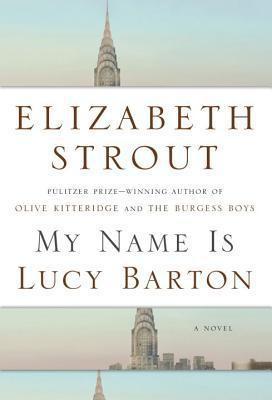 ELIZABETH
STROUT
PULITZER PRIZE–WINNING AUTHOR OF
OLIVE KITTERIDGE AND THE BURGESS BOYS
MY NAME IS
LUCY BARTON
A NOVEL